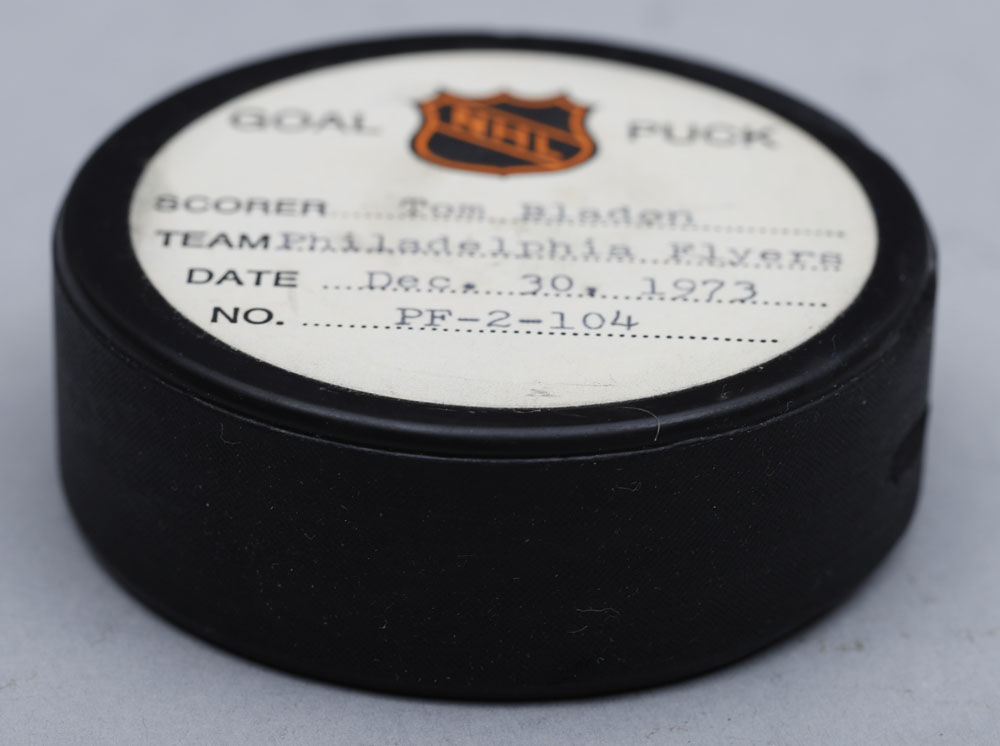 GOAL NHL PUCK
SCORER Tom Bladon
TEAM Philadelphia Flyers
DATE Dec. 30, 1973
NO. PF-2-104